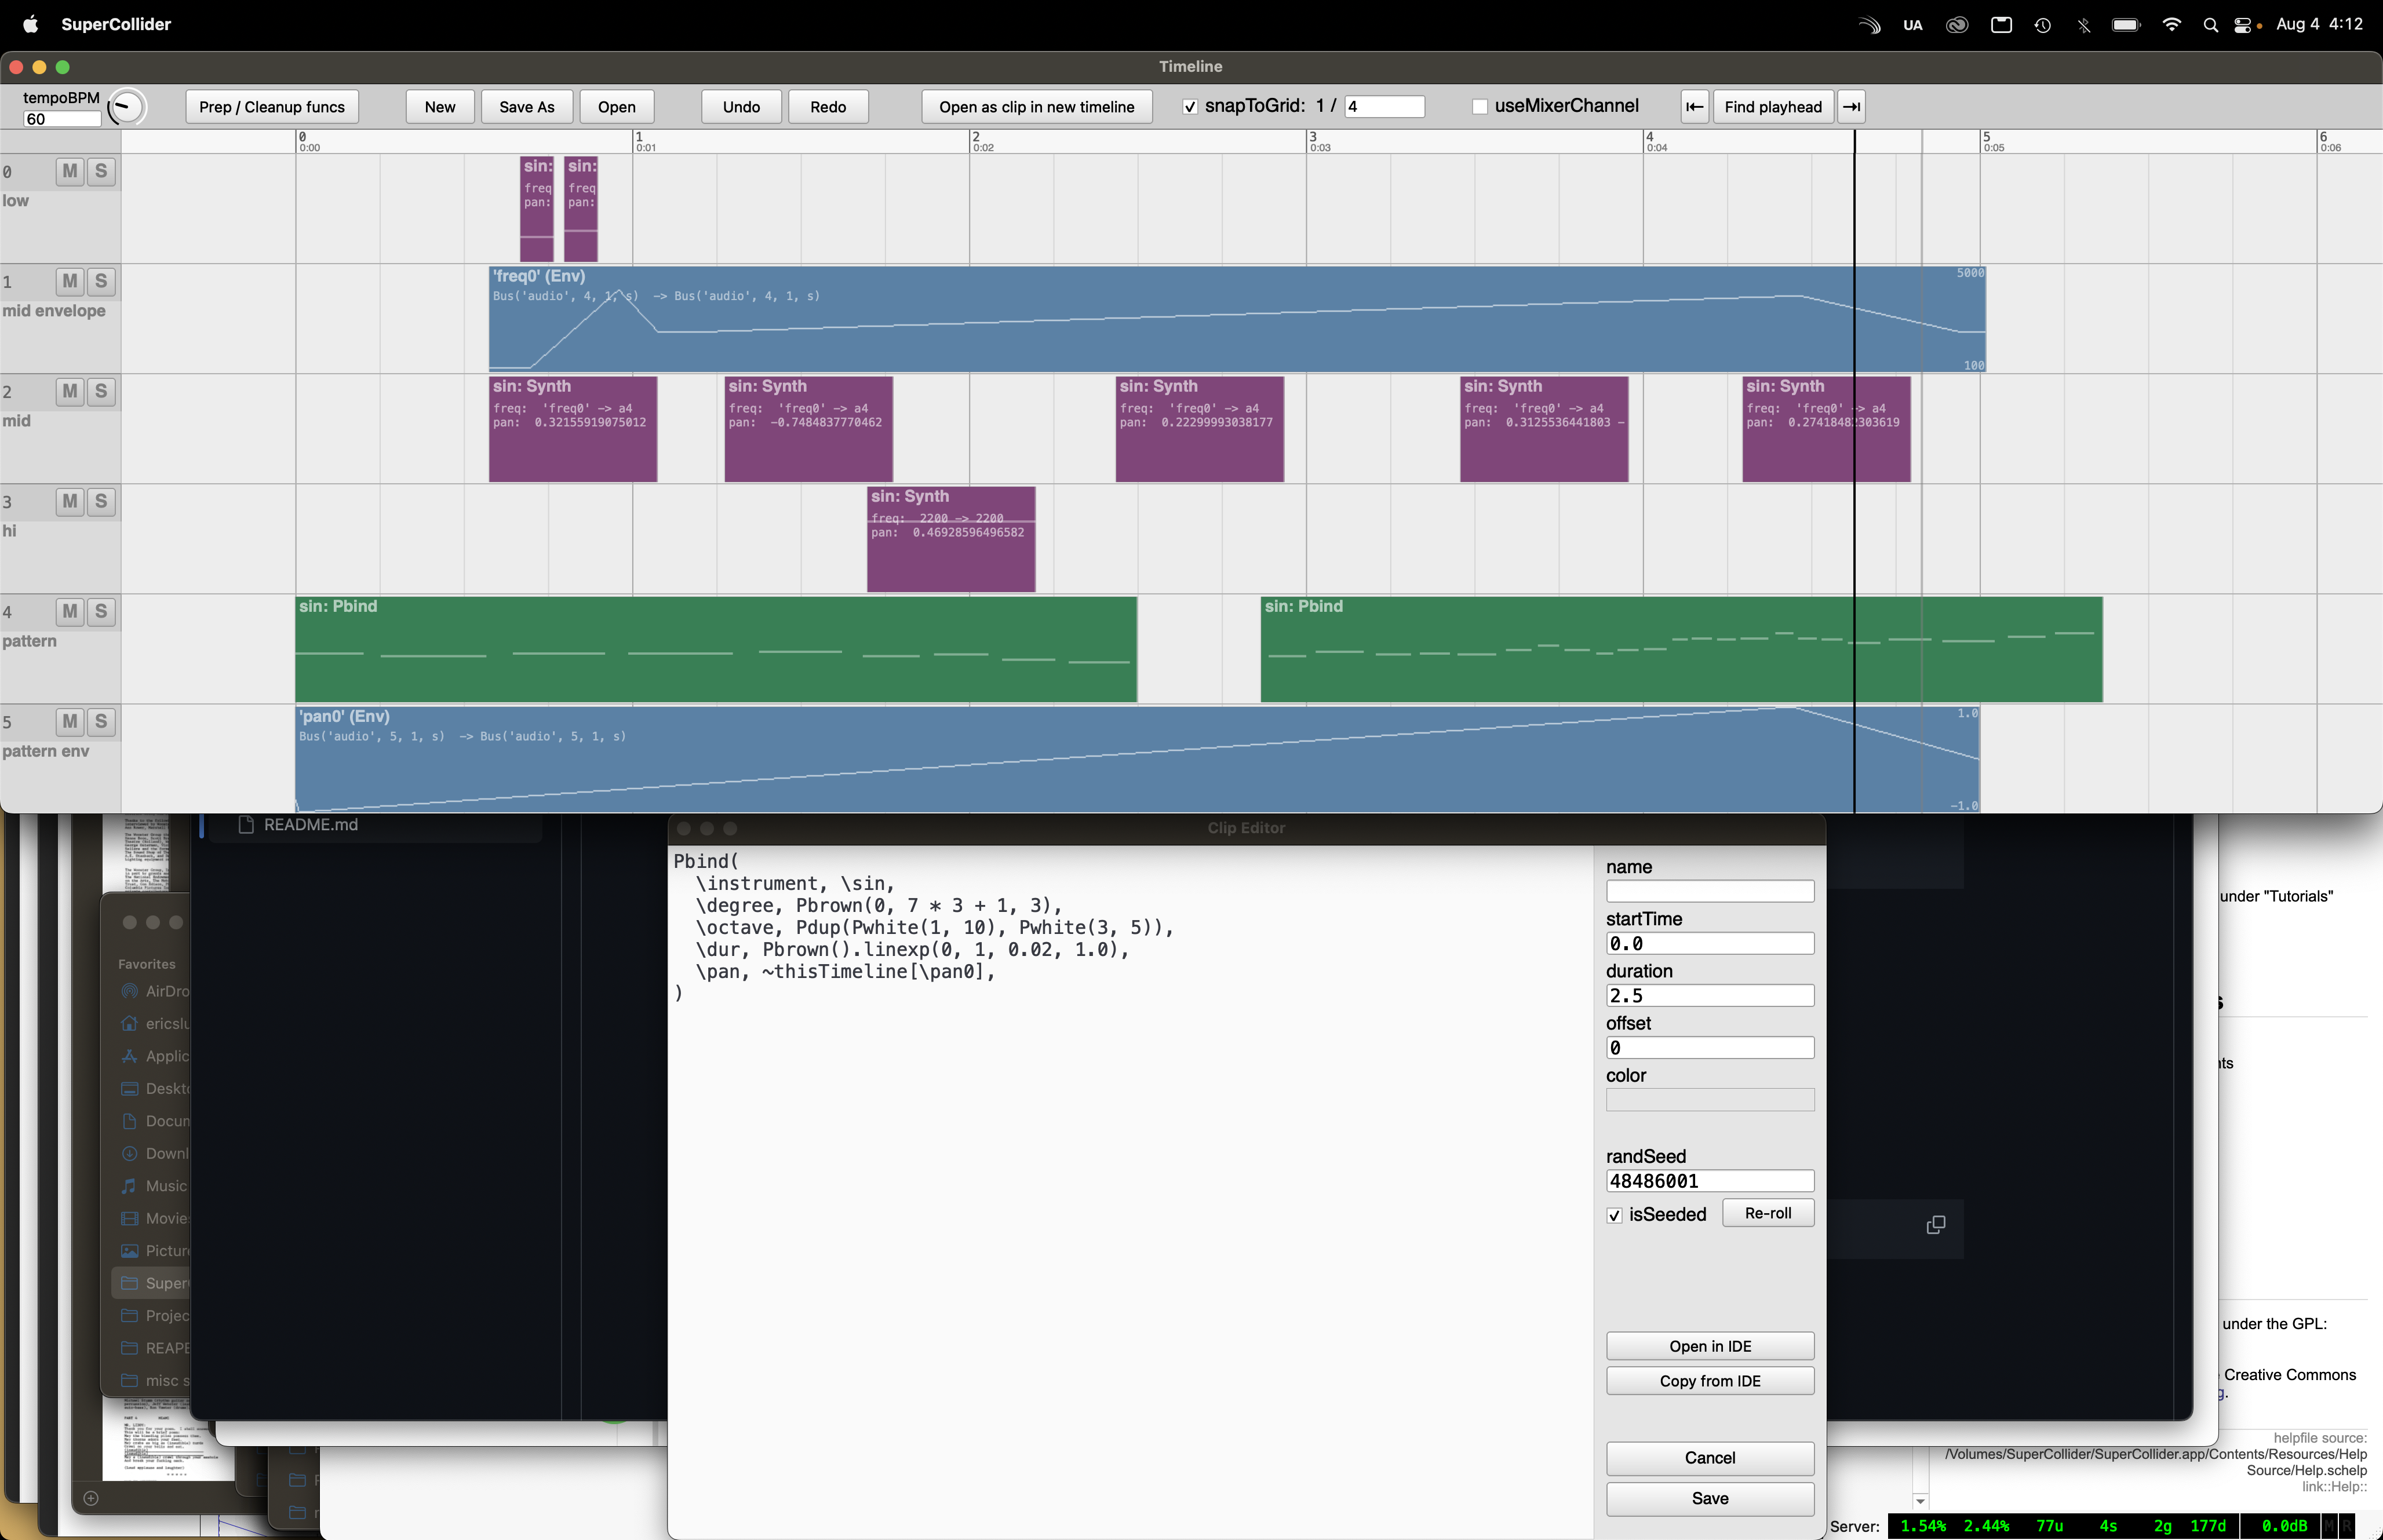 SuperCollider
UA
Aug 4 4:12
Timeline
tempoBPM
60
Prep / Cleanup funcs
New
Save As
Open
Undo
Redo
Open as clip in new timeline
snapToGrid: 1 / 4
useMixerChannel
Find playhead
0 1 2 3 4 5 6
0:00 0:01 0:02 0:03 0:04 0:05 0:06
0 M S
low
sin: sin:
freq freq
pan: pan:
1 M S
mid envelope
'freq0' (Env)
Bus('audio', 4, 1, s) -> Bus('audio', 4, 1, s)
5000
100
2 M S
mid
sin: Synth
freq: 'freq0' -> a4
pan: 0.32155919075012
sin: Synth
freq: 'freq0' -> a4
pan: -0.7484837770462
sin: Synth
freq: 'freq0' -> a4
pan: 0.22299993038177
sin: Synth
freq: 'freq0' -> a4
pan: 0.3125536441803 -
sin: Synth
freq: 'freq0' -> a4
pan: 0.27418482303619
3 M S
hi
sin: Synth
freq: 2200 -> 2200
pan: 0.46928596496582
4 M S
pattern
sin: Pbind
sin: Pbind
5 M S
pattern env
'pan0' (Env)
Bus('audio', 5, 1, s) -> Bus('audio', 5, 1, s)
1.0
-1.0
README.md
Favorites
AirDro
ericslu
Applic
Deskto
Docum
Downl
Music
Movie
Pictur
Super
Projec
REAPE
misc s
Clip Editor
Pbind(
\instrument, \sin,
\degree, Pbrown(0, 7 * 3 + 1, 3),
\octave, Pdup(Pwhite(1, 10), Pwhite(3, 5)),
\dur, Pbrown().linexp(0, 1, 0.02, 1.0),
\pan, ~thisTimeline[\pan0],
)
name
startTime
0.0
duration
2.5
offset
0
color
randSeed
48486001
isSeeded
Re-roll
Open in IDE
Copy from IDE
Cancel
Save
under "Tutorials"
nts
under the GPL:
Creative Commons
g.
helpfile source:
/Volumes/SuperCollider/SuperCollider.app/Contents/Resources/Help
Source/Help.schelp
link::Help::
Server: 1.54% 2.44% 77u 4s 2g 177d 0.0dB M R